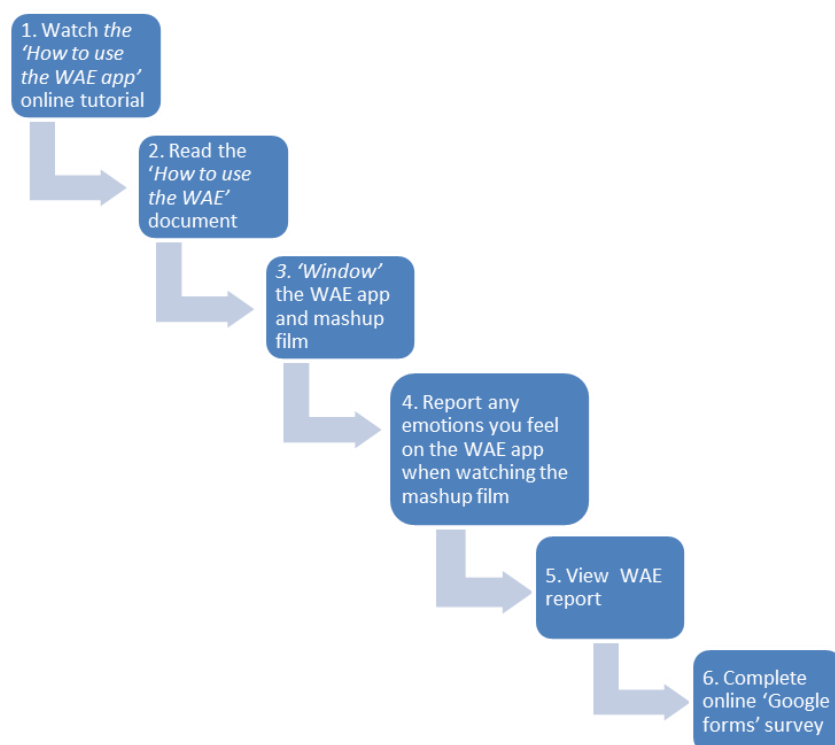 1. Watch the
‘How to use
the WAE app’
online tutorial
2. Read the
‘How to use
the WAE’
document
3. ‘Window’
the WAE app
and mashup
film
4. Report any
emotions you feel
on the WAE app
when watching the
mashup film
5. View WAE
report
6. Complete
online ‘Google
forms’ survey